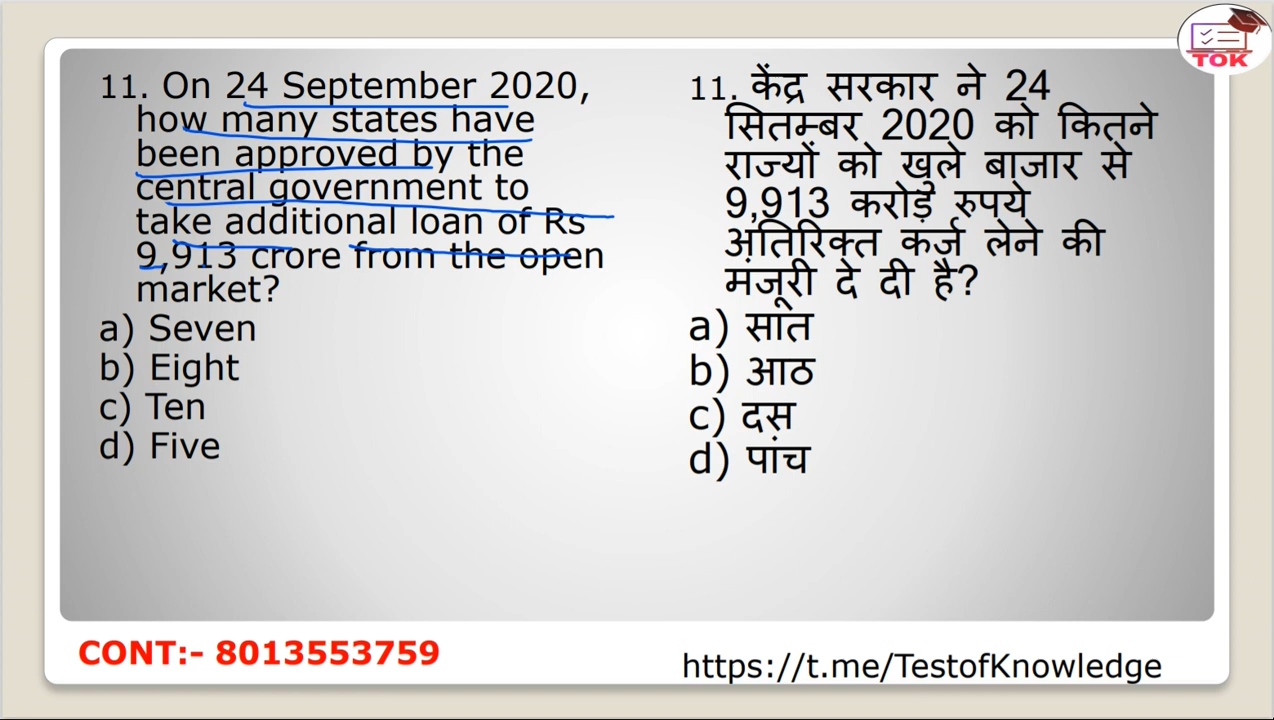 TOK
11. On 24 September 2020,
how many states have
been approved by the
central government to
take additional loan of Rs
9,913 crore from the open
market?
a) Seven
b) Eight
c) Ten
d) Five
11. केंद्र सरकार ने 24
सितम्बर 2020 को कितने
राज्यों को खुले बाजार से
9,913 करोड़ रुपये
अतिरिक्त कर्ज लेने की
मंजूरी दे दी है?
a) सात
b) आठ
c) दस
d) पांच
CONT:- 8013553759
https://t.me/TestofKnowledge